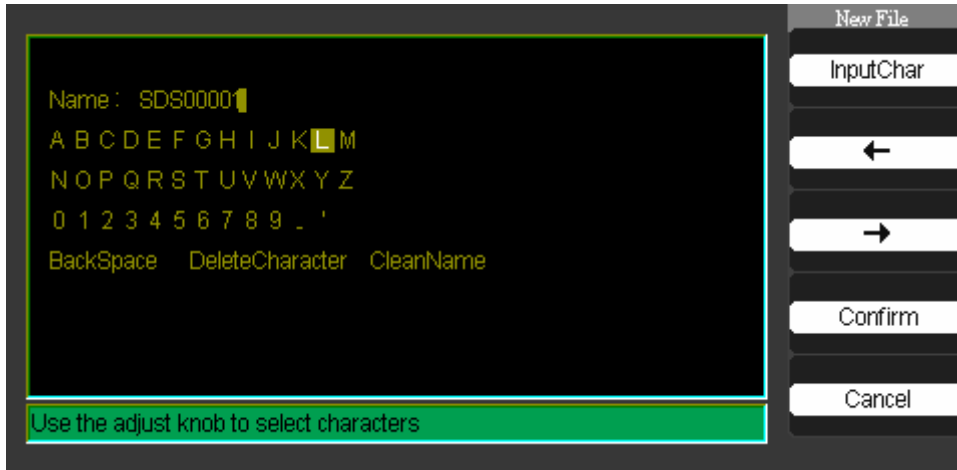 New File
InputChar
Name: SDS00001
A B C D E F G H I J K L M
←
N O P Q R S T U V W X Y Z
0 1 2 3 4 5 6 7 8 9 _ '
→
BackSpace DeleteCharacter CleanName
Confirm
Cancel
Use the adjust knob to select characters